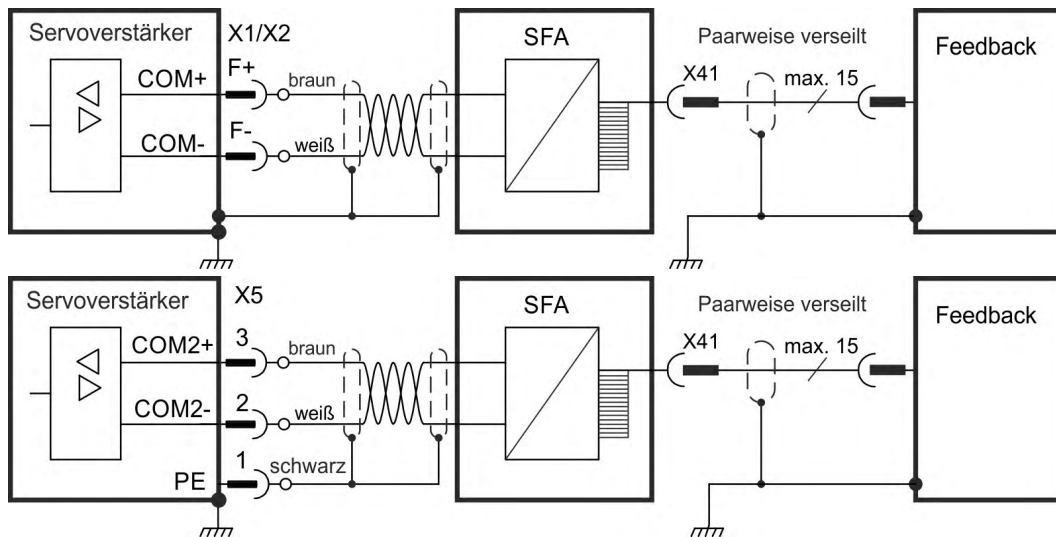 Servoverstärker
X1/X2
SFA
Paarweise verseilt
Feedback
COM+
F+
braun
X41
max. 15
COM-
F-
weiß
Servoverstärker
X5
SFA
Paarweise verseilt
Feedback
COM2+
3
braun
X41
max. 15
COM2-
2
weiß
PE
1
schwarz